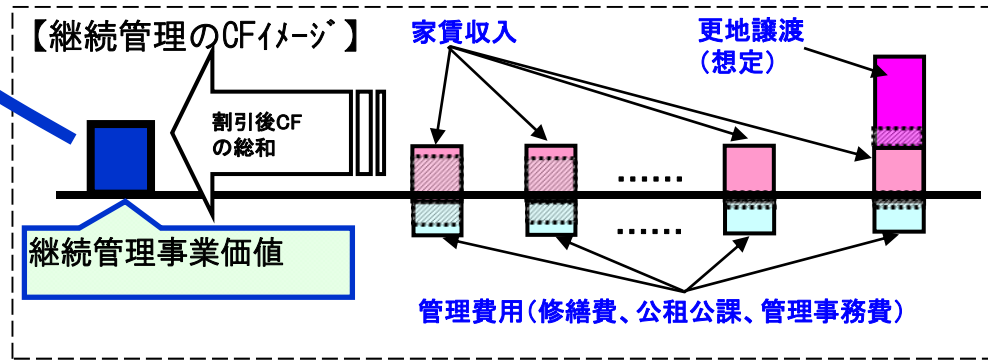 【継続管理のCFイメージ】
家賃収入
更地譲渡
(想定)
割引後CF
の総和
継続管理事業価値
管理費用(修繕費、公租公課、管理事務費)